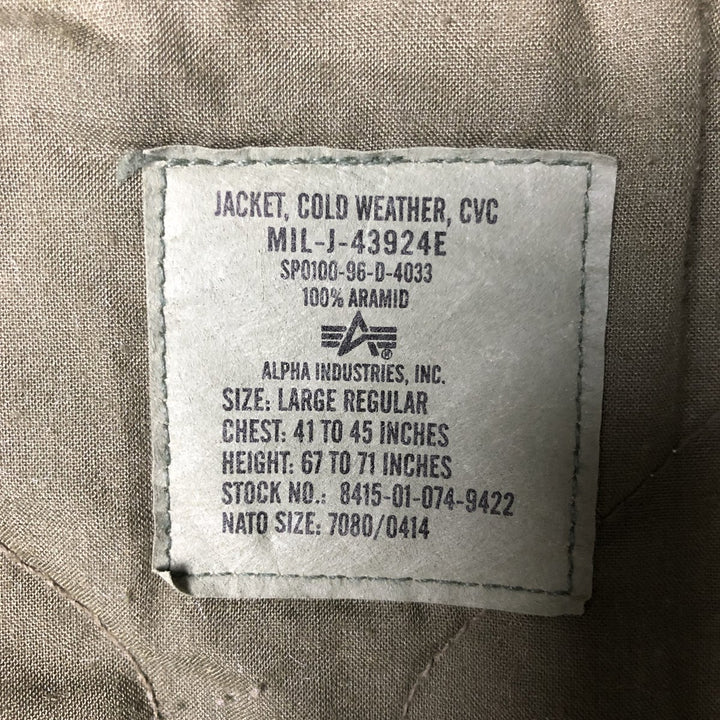 JACKET, COLD WEATHER, CVC
MIL-J-43924E
SPO100-96-D-4033
100% ARAMID
®
ALPHA INDUSTRIES, INC.
SIZE: LARGE REGULAR
CHEST: 41 TO 45 INCHES
HEIGHT: 67 TO 71 INCHES
STOCK NO.: 8415-01-074-9422
NATO SIZE: 7080/0414